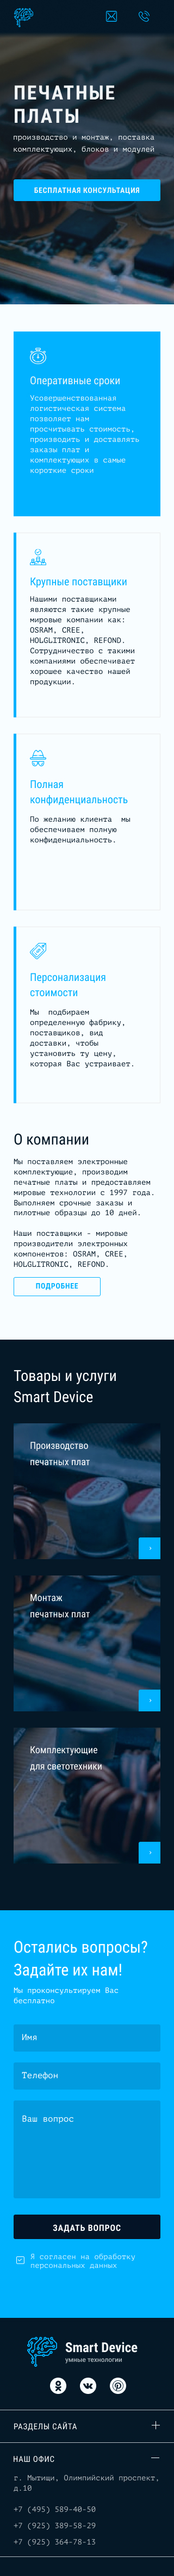 ПЕЧАТНЫЕ
ПЛАТЫ
производство и монтаж, поставка
комплектующих, блоков и модулей
БЕСПЛАТНАЯ КОНСУЛЬТАЦИЯ
Оперативные сроки
Усовершенствованная
логистическая система
позволяет нам
просчитывать стоимость,
производить и доставлять
заказы плат и
комплектующих в самые
короткие сроки
Крупные поставщики
Нашими поставщиками
являются такие крупные
мировые компании как:
OSRAM, CREE,
HOLGLITRONIC, REFOND.
Сотрудничество с такими
компаниями обеспечивает
хорошее качество нашей
продукции.
Полная
конфиденциальность
По желанию клиента мы
обеспечиваем полную
конфиденциальность.
Персонализация
стоимости
Мы подбираем
определенную фабрику,
поставщиков, вид
доставки, чтобы
установить ту цену,
которая Вас устраивает.
О компании
Мы поставляем электронные
комплектующие, производим
печатные платы и предоставляем
мировые технологии с 1997 года.
Выполняем срочные заказы и
пилотные образцы до 10 дней.
Наши поставщики - мировые
производители электронных
компонентов: OSRAM, CREE,
HOLGLITRONIC, REFOND.
ПОДРОБНЕЕ
Товары и услуги
Smart Device
Производство
печатных плат
Монтаж
печатных плат
Комплектующие
для светотехники
Остались вопросы?
Задайте их нам!
Мы проконсультируем Вас
бесплатно
Имя
Телефон
Ваш вопрос
ЗАДАТЬ ВОПРОС
Я согласен на обработку
персональных данных
Smart Device
умные технологии
РАЗДЕЛЫ САЙТА
НАШ ОФИС
г. Мытищи, Олимпийский проспект,
д.10
+7 (495) 589-40-50
+7 (925) 389-58-29
+7 (925) 364-78-13